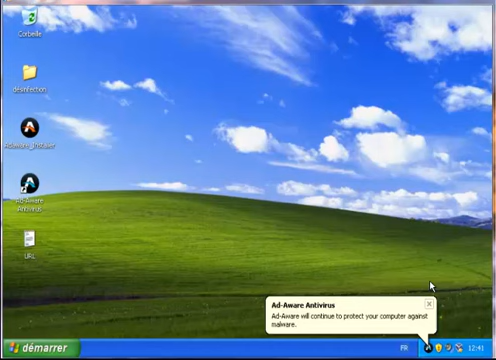 Corbeille
désinfection
Adaware_Installer
Ad-Aware
Antivirus
URL
Ad-Aware Antivirus
Ad-Aware will continue to protect your computer against
malware.
démarrer
FR
12:41